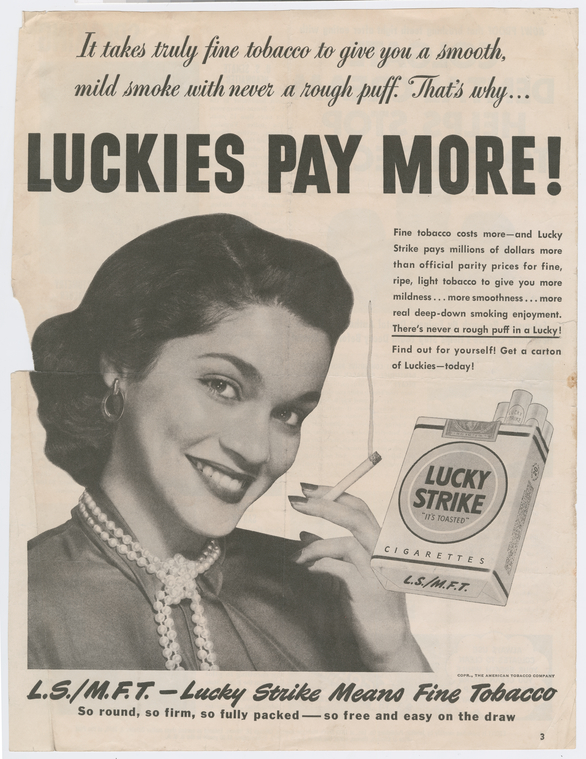 It takes truly fine tobacco to give you a smooth,
mild smoke with never a rough puff. That's why...
LUCKIES PAY MORE!
Fine tobacco costs more—and Lucky
Strike pays millions of dollars more
than official parity prices for fine,
ripe, light tobacco to give you more
mildness...more smoothness...more
real deep-down smoking enjoyment.
There's never a rough puff in a Lucky!
Find out for yourself! Get a carton
of Luckies—today!
LUCKY
STRIKE
"IT'S TOASTED"
CIGARETTES
L.S./M.F.T.
COPR., THE AMERICAN TOBACCO COMPANY
L.S./M.F.T. — Lucky Strike Means Fine Tobacco
So round, so firm, so fully packed — so free and easy on the draw
3